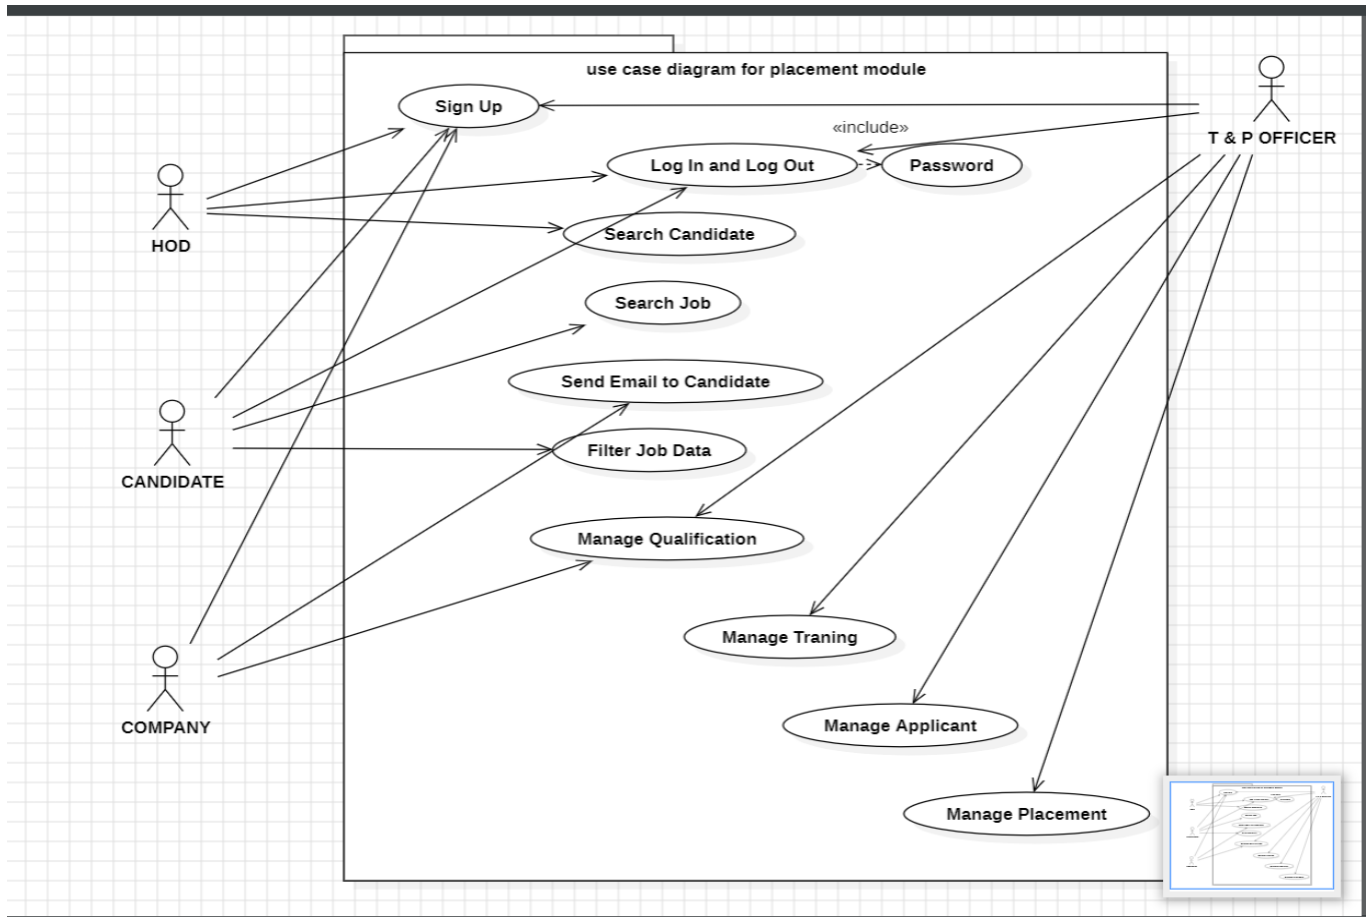 use case diagram for placement module
Sign Up
«include»
T & P OFFICER
Log In and Log Out
Password
HOD
Search Candidate
Search Job
Send Email to Candidate
Filter Job Data
CANDIDATE
Manage Qualification
Manage Traning
COMPANY
Manage Applicant
Manage Placement